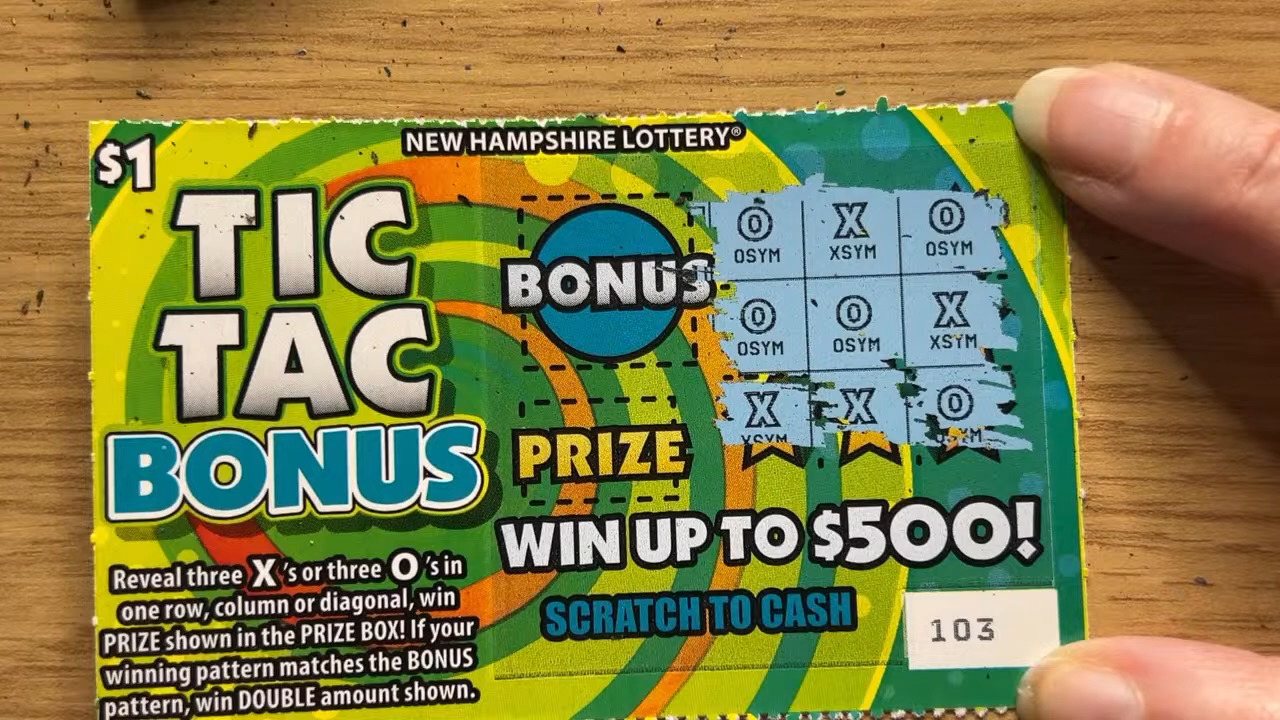 NEW HAMPSHIRE LOTTERY®
$1
TIC
TAC
BONUS
BONUS
O X O
OSYM XSYM OSYM
O O X
OSYM OSYM XSYM
X X O
XSYM
PRIZE
WIN UP TO $500!
SCRATCH TO CASH
103
Reveal three X's or three O's in
one row, column or diagonal, win
PRIZE shown in the PRIZE BOX! If your
winning pattern matches the BONUS
pattern, win DOUBLE amount shown.